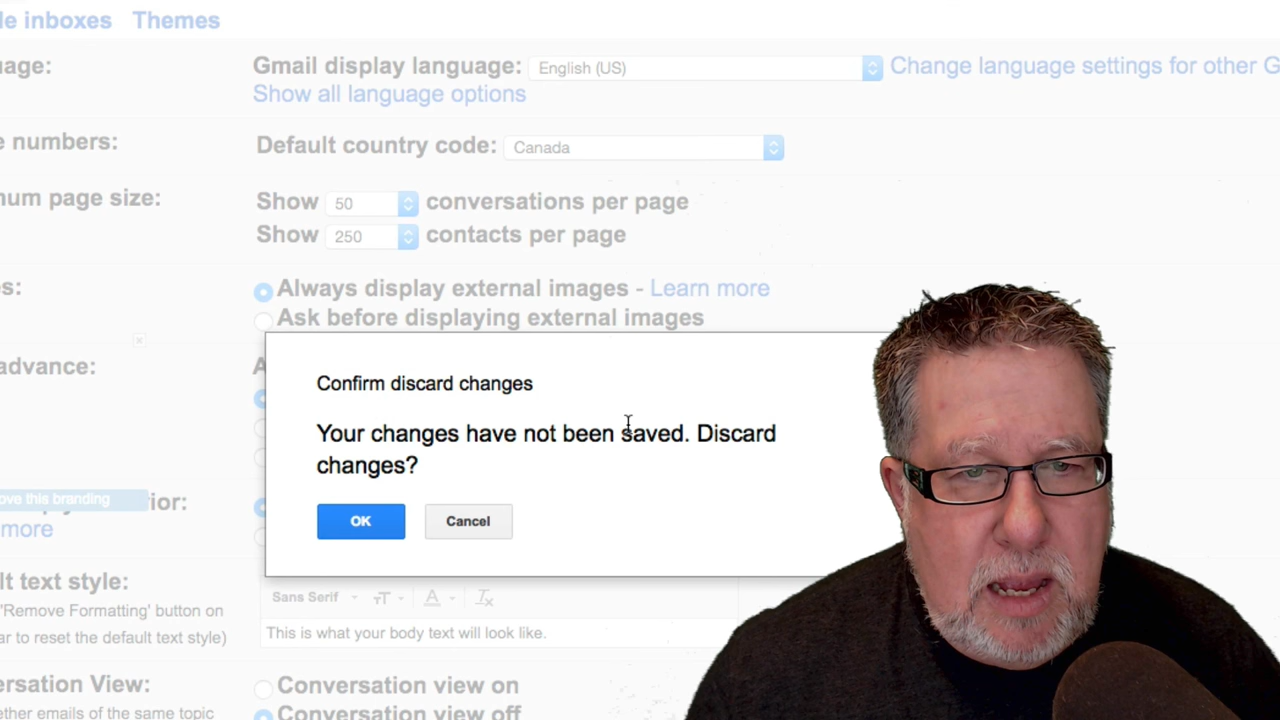 le inboxes Themes
uage: Gmail display language: English (US) Change language settings for other G
Show all language options
e numbers: Default country code: Canada
num page size: Show 50 conversations per page
Show 250 contacts per page
s: Always display external images - Learn more
Ask before displaying external images
advance: A
Confirm discard changes
Your changes have not been saved. Discard
changes?
ove this branding ior:
more
OK Cancel
lt text style: Sans Serif
'Remove Formatting' button on
ar to reset the default text style) This is what your body text will look like.
ersation View: Conversation view on
ether emails of the same topic Conversation view off